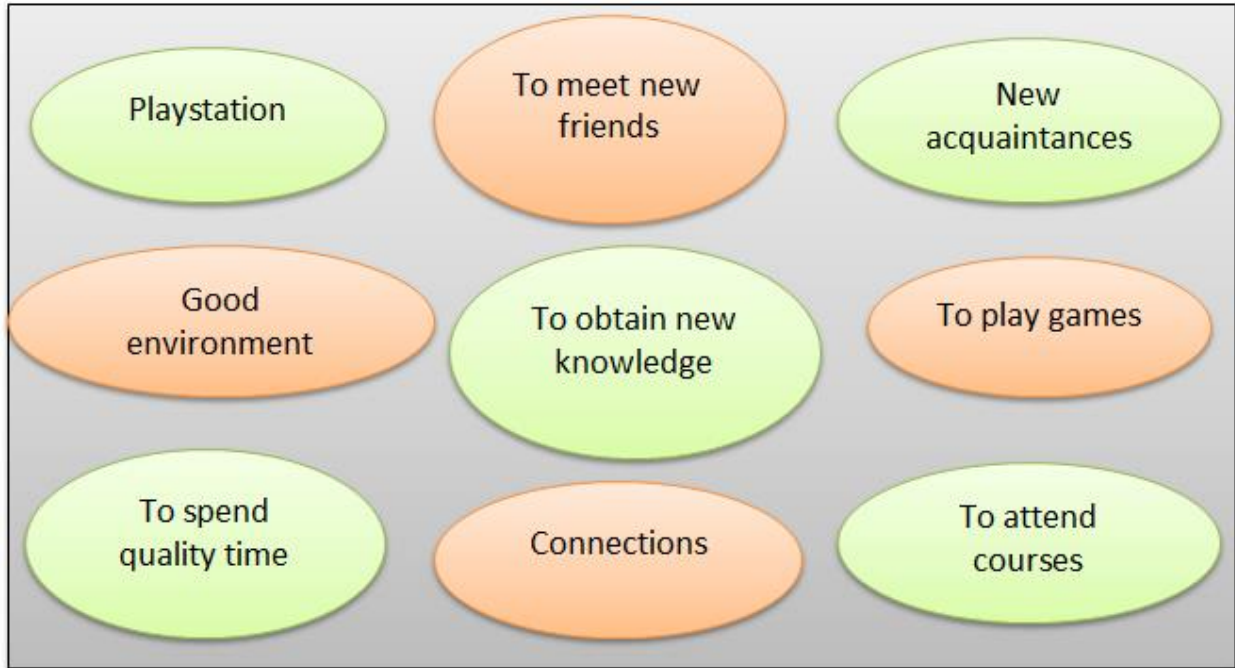 Playstation
To meet new
friends
New
acquaintances
Good
environment
To obtain new
knowledge
To play games
To spend
quality time
Connections
To attend
courses